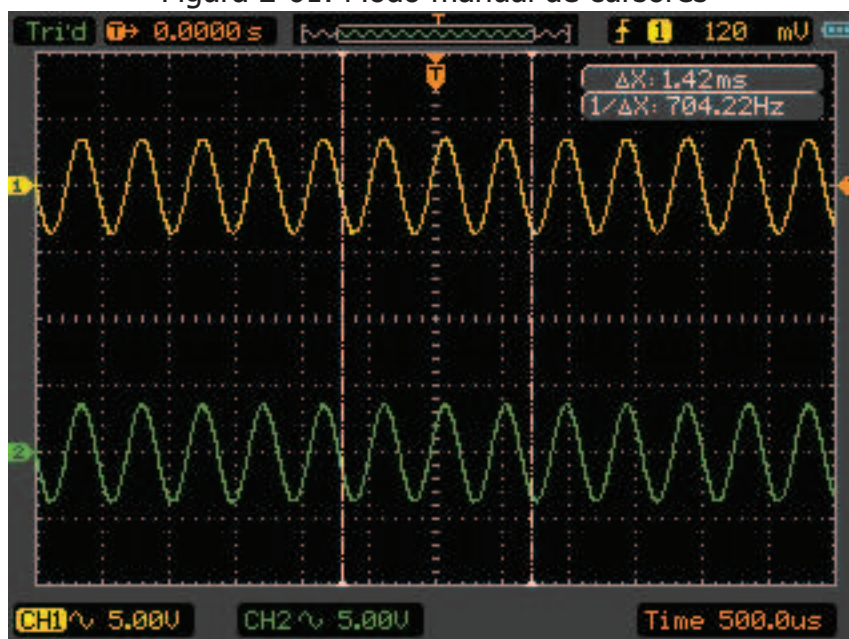 Figura 2-61: Modo manual de cursores
Tri'd T 0.0000 s T 1 120 mV
T
ΔX: 1.42ms
1/ΔX: 704.22Hz
1
2
CH1 5.00V CH2 5.00V Time 500.0us